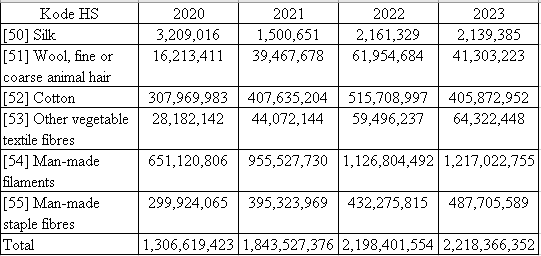 Kode HS 2020 2021 2022 2023
[50] Silk 3,209,016 1,500,651 2,161,329 2,139,385
[51] Wool, fine or 16,213,411 39,467,678 61,954,684 41,303,223
coarse animal hair
[52] Cotton 307,969,983 407,635,204 515,708,997 405,872,952
[53] Other vegetable 28,182,142 44,072,144 59,496,237 64,322,448
textile fibres
[54] Man-made 651,120,806 955,527,730 1,126,804,492 1,217,022,755
filaments
[55] Man-made 299,924,065 395,323,969 432,275,815 487,705,589
staple fibres
Total 1,306,619,423 1,843,527,376 2,198,401,554 2,218,366,352